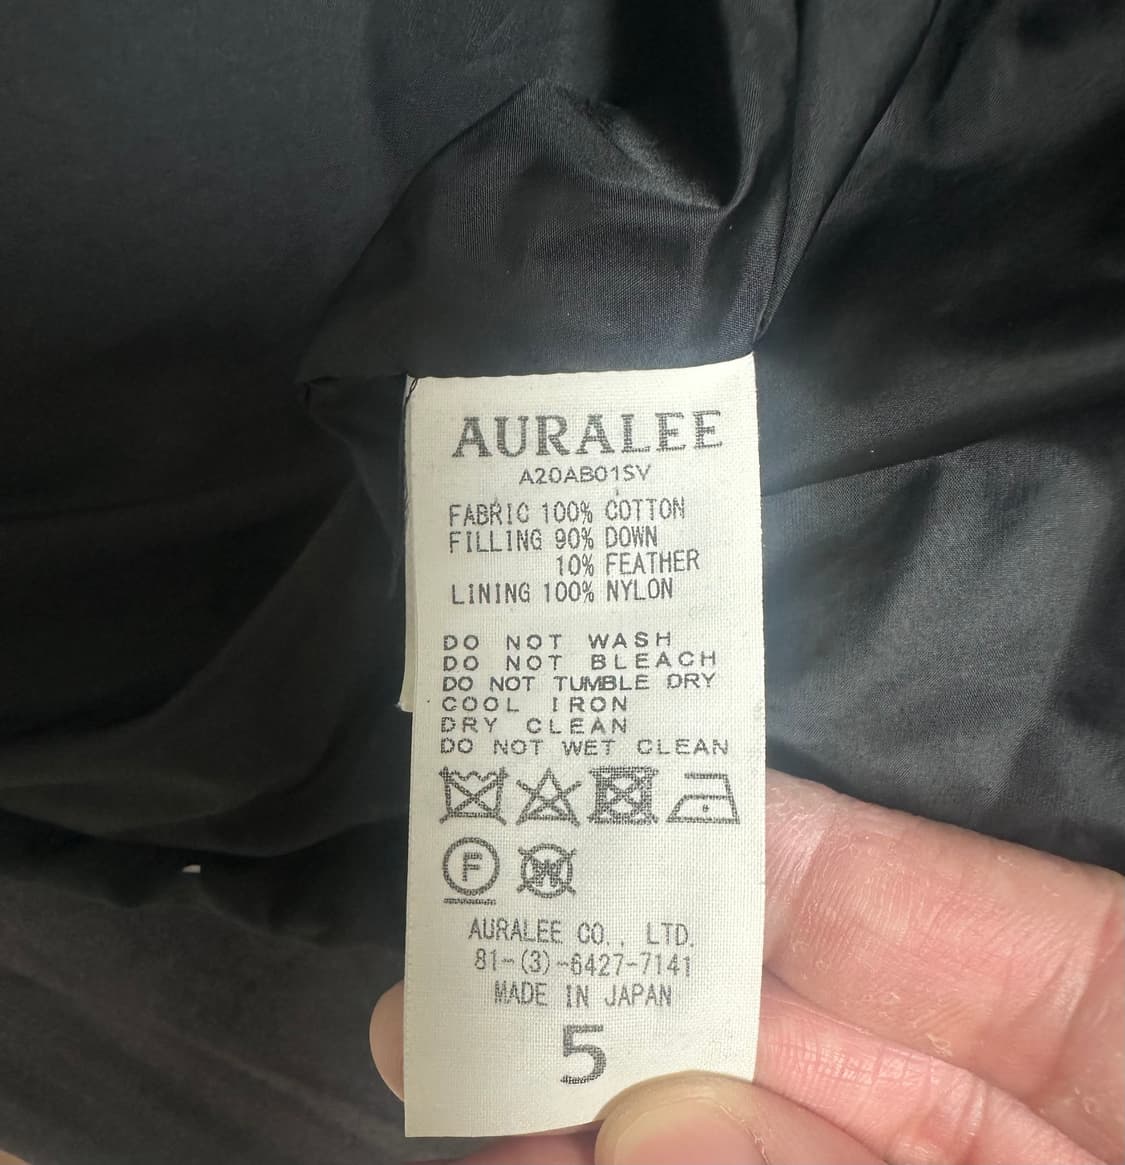 AURALEE
A20AB01SV
FABRIC 100% COTTON
FILLING 90% DOWN
10% FEATHER
LINING 100% NYLON
DO NOT WASH
DO NOT BLEACH
DO NOT TUMBLE DRY
COOL IRON
DRY CLEAN
DO NOT WET CLEAN
F W
AURALEE CO., LTD.
81-(3)-6427-7141
MADE IN JAPAN
5